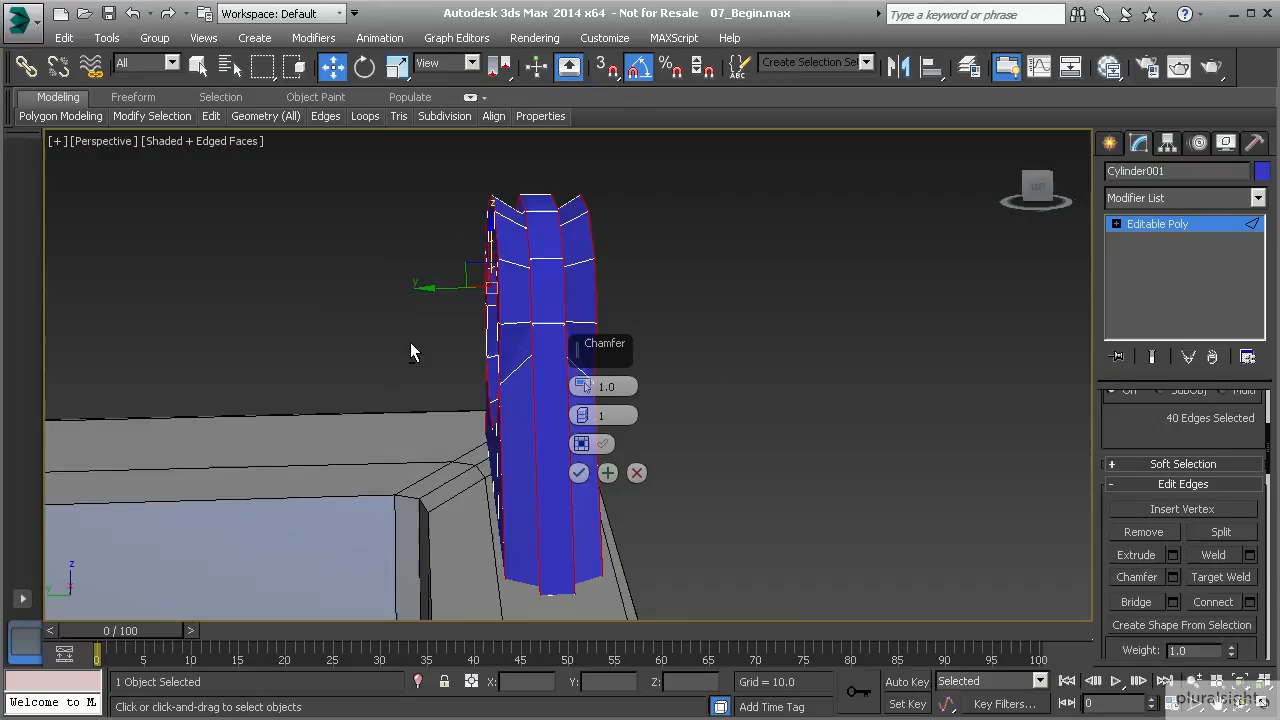 Workspace: Default
Autodesk 3ds Max 2014 x64 - Not for Resale 07_Begin.max
Type a keyword or phrase
Edit Tools Group Views Create Modifiers Animation Graph Editors Rendering Customize MAXScript Help
All
View
3
Create Selection Se
Modeling Freeform Selection Object Paint Populate
Polygon Modeling Modify Selection Edit Geometry (All) Edges Loops Tris Subdivision Align Properties
[+] [Perspective] [Shaded + Edged Faces]
LEFT
Cylinder001
Modifier List
Editable Poly
z
y
Chamfer
1.0
1
40 Edges Selected
Soft Selection
Edit Edges
Insert Vertex
Remove Split
Extrude Weld
Chamfer Target Weld
Bridge Connect
Create Shape From Selection
Weight: 1.0
z
y
0 / 100
0 5 10 15 20 25 30 35 40 45 50 55 60 65 70 75 80 85 90 95 100
1 Object Selected X: Y: Z: Grid = 10.0 Auto Key Selected
Welcome to M
Click or click-and-drag to select objects Add Time Tag Set Key Key Filters... 0
pluralsight